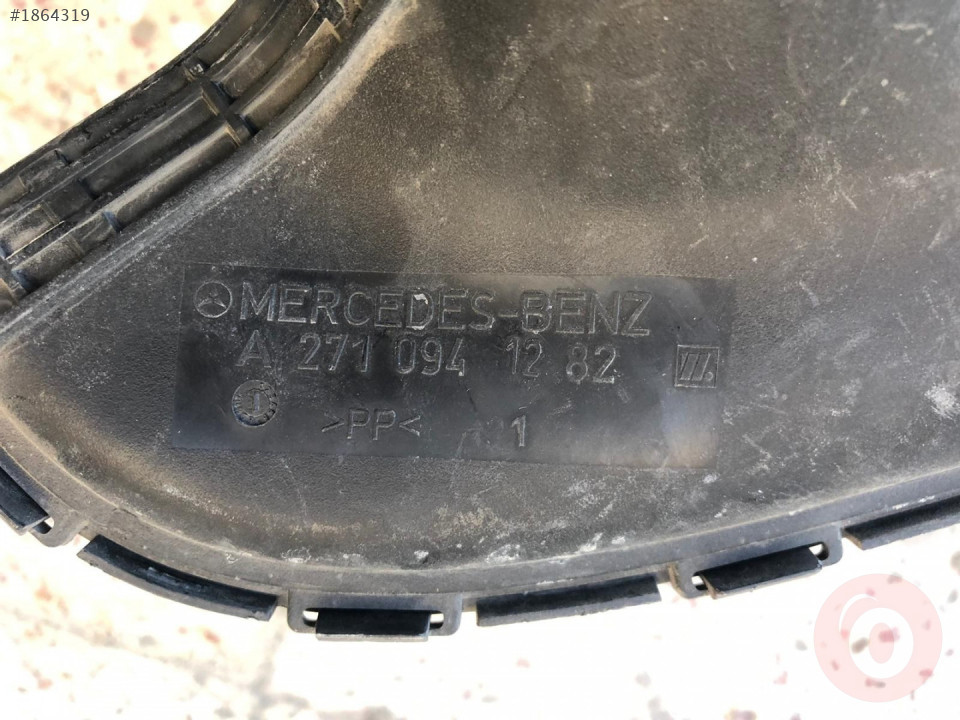 #1864319
MERCEDES-BENZ
A 271 094 12 82
>PP< 1